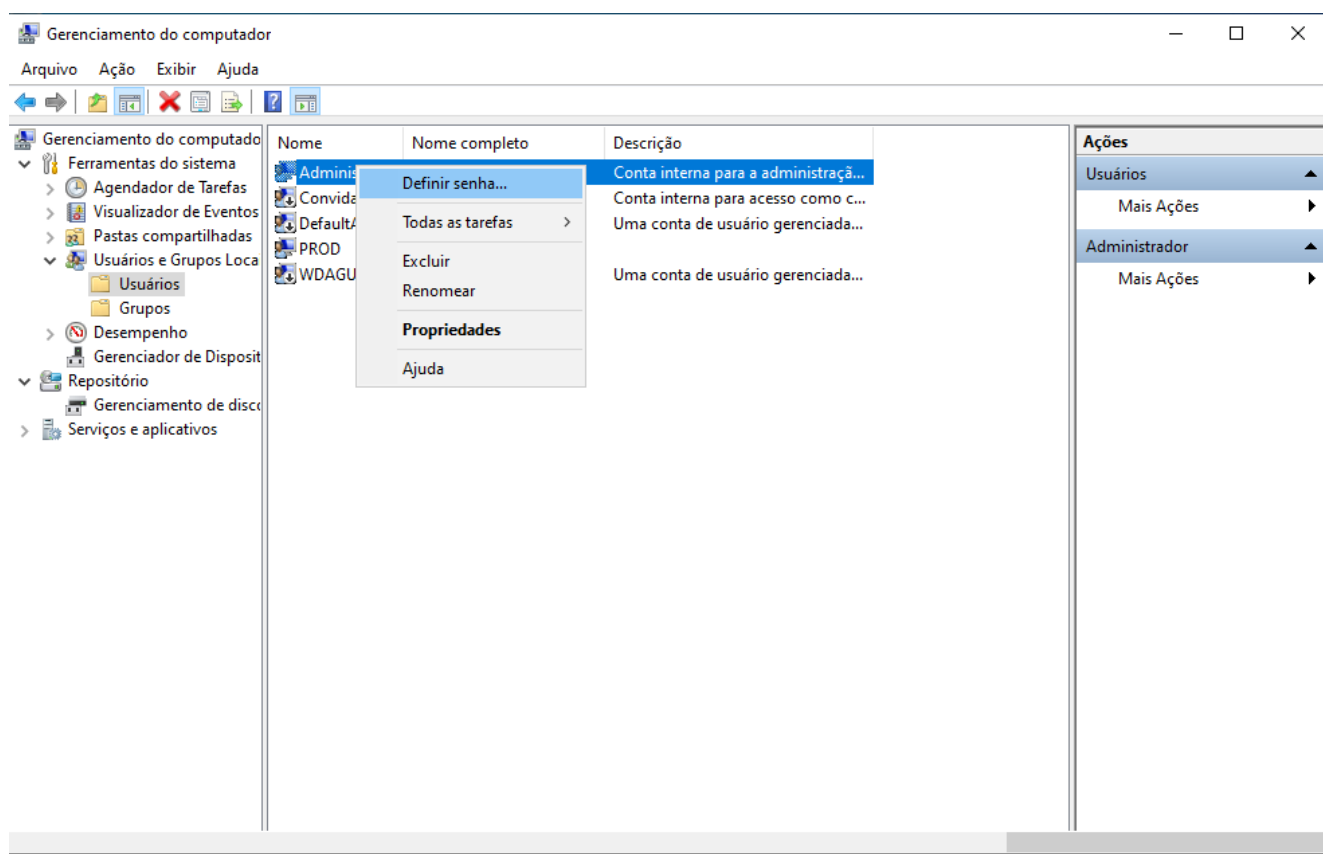 Gerenciamento do computador
Arquivo Ação Exibir Ajuda
Gerenciamento do computado
Ferramentas do sistema
Agendador de Tarefas
Visualizador de Eventos
Pastas compartilhadas
Usuários e Grupos Loca
Usuários
Grupos
Desempenho
Gerenciador de Disposit
Repositório
Gerenciamento de disco
Serviços e aplicativos
Nome Nome completo Descrição
Adminis Conta interna para a administraçã...
Convida Conta interna para acesso como c...
DefaultA Uma conta de usuário gerenciada...
PROD
WDAGU Uma conta de usuário gerenciada...
Definir senha...
Todas as tarefas
Excluir
Renomear
Propriedades
Ajuda
Ações
Usuários
Mais Ações
Administrador
Mais Ações